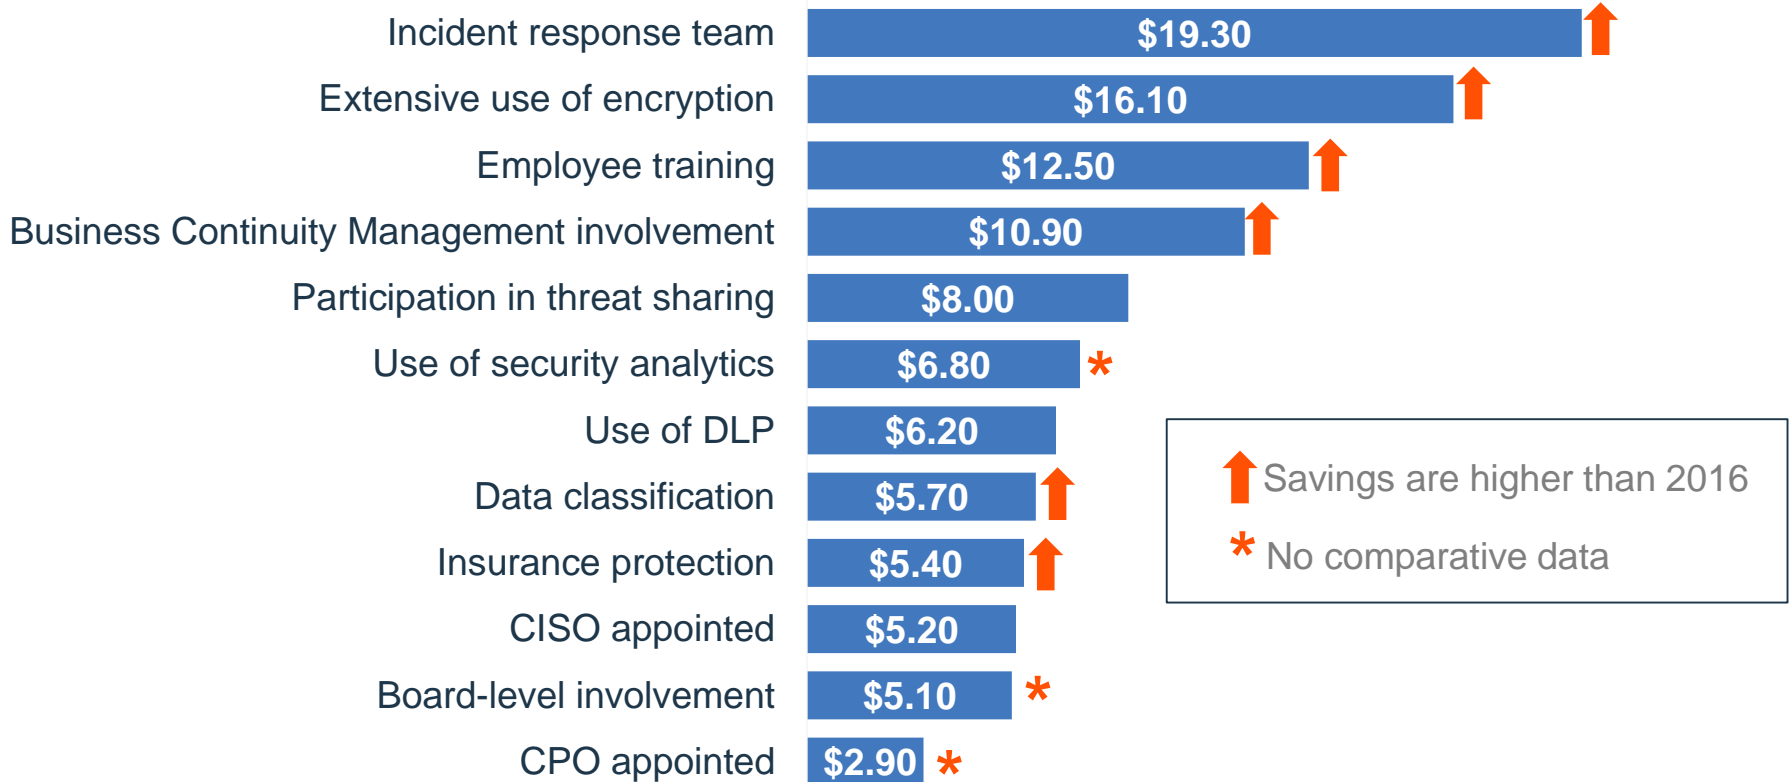 Incident response team $19.30
Extensive use of encryption $16.10
Employee training $12.50
Business Continuity Management involvement $10.90
Participation in threat sharing $8.00
Use of security analytics $6.80 *
Use of DLP $6.20
Data classification $5.70
Insurance protection $5.40
CISO appointed $5.20
Board-level involvement $5.10 *
CPO appointed $2.90 *
Savings are higher than 2016
* No comparative data